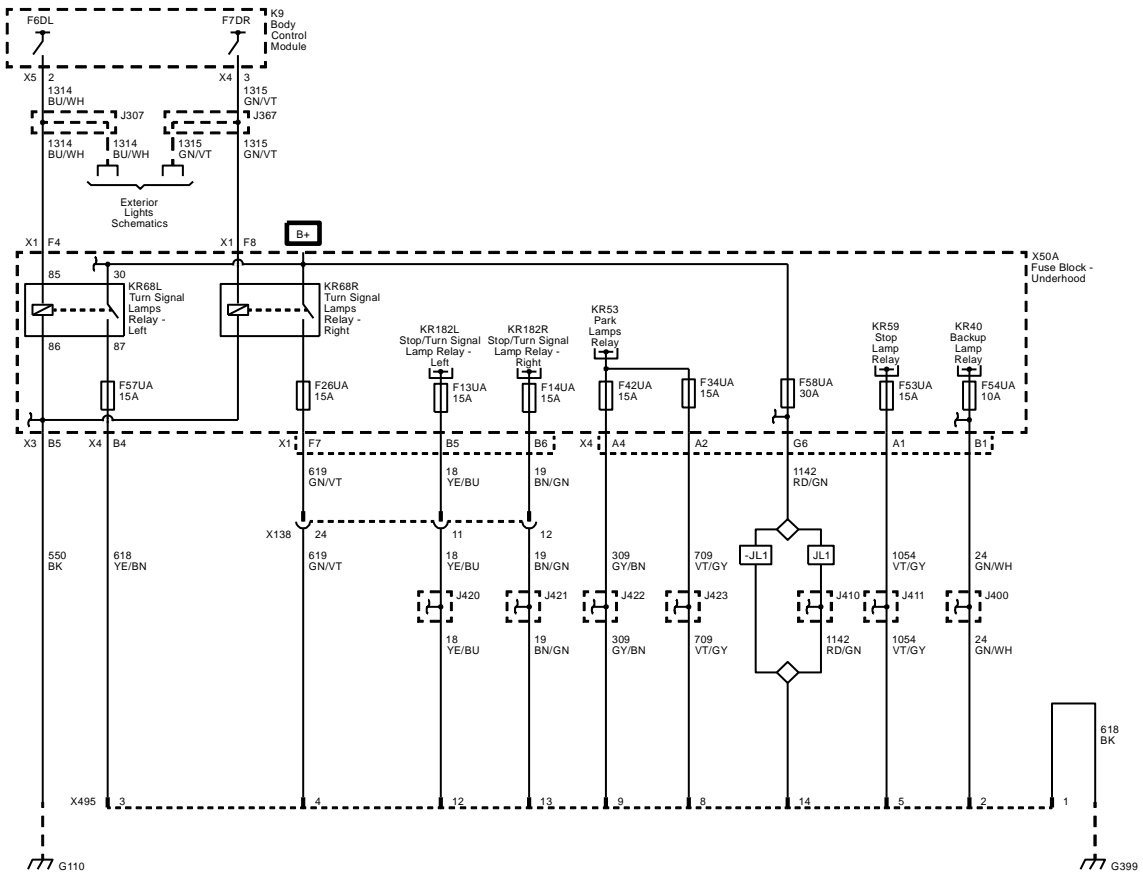 F6DL
F7DR
K9
Body
Control
Module
X5 2
X4 3
1314
BU/WH
1315
GN/VT
J307
J367
1314
BU/WH
1314
BU/WH
1315
GN/VT
1315
GN/VT
Exterior
Lights
Schematics
B+
X1 F4
X1 F8
X50A
Fuse Block -
Underhood
85
30
KR68L
Turn Signal
Lamps
Relay -
Left
KR68R
Turn Signal
Lamps
Relay -
Right
86
87
KR182L
Stop/Turn Signal
Lamp Relay -
Left
KR182R
Stop/Turn Signal
Lamp Relay -
Right
KR53
Park
Lamps
Relay
KR59
Stop
Lamp
Relay
KR40
Backup
Lamp
Relay
F57UA
15A
F26UA
15A
F13UA
15A
F14UA
15A
F42UA
15A
F34UA
15A
F58UA
30A
F53UA
15A
F54UA
10A
X3 B5
X4 B4
X1 F7
B5
B6
X4 A4
A2
G6
A1
B1
619
GN/VT
18
YE/BU
19
BN/GN
1142
RD/GN
X138 24
11
12
550
BK
618
YE/BN
619
GN/VT
18
YE/BU
19
BN/GN
309
GY/BN
709
VT/GY
-JL1
JL1
1054
VT/GY
24
GN/WH
J420
J421
J422
J423
J410
J411
J400
18
YE/BU
19
BN/GN
309
GY/BN
709
VT/GY
1142
RD/GN
1054
VT/GY
24
GN/WH
618
BK
X495 3
4
12
13
9
8
14
5
2
1
G110
G399